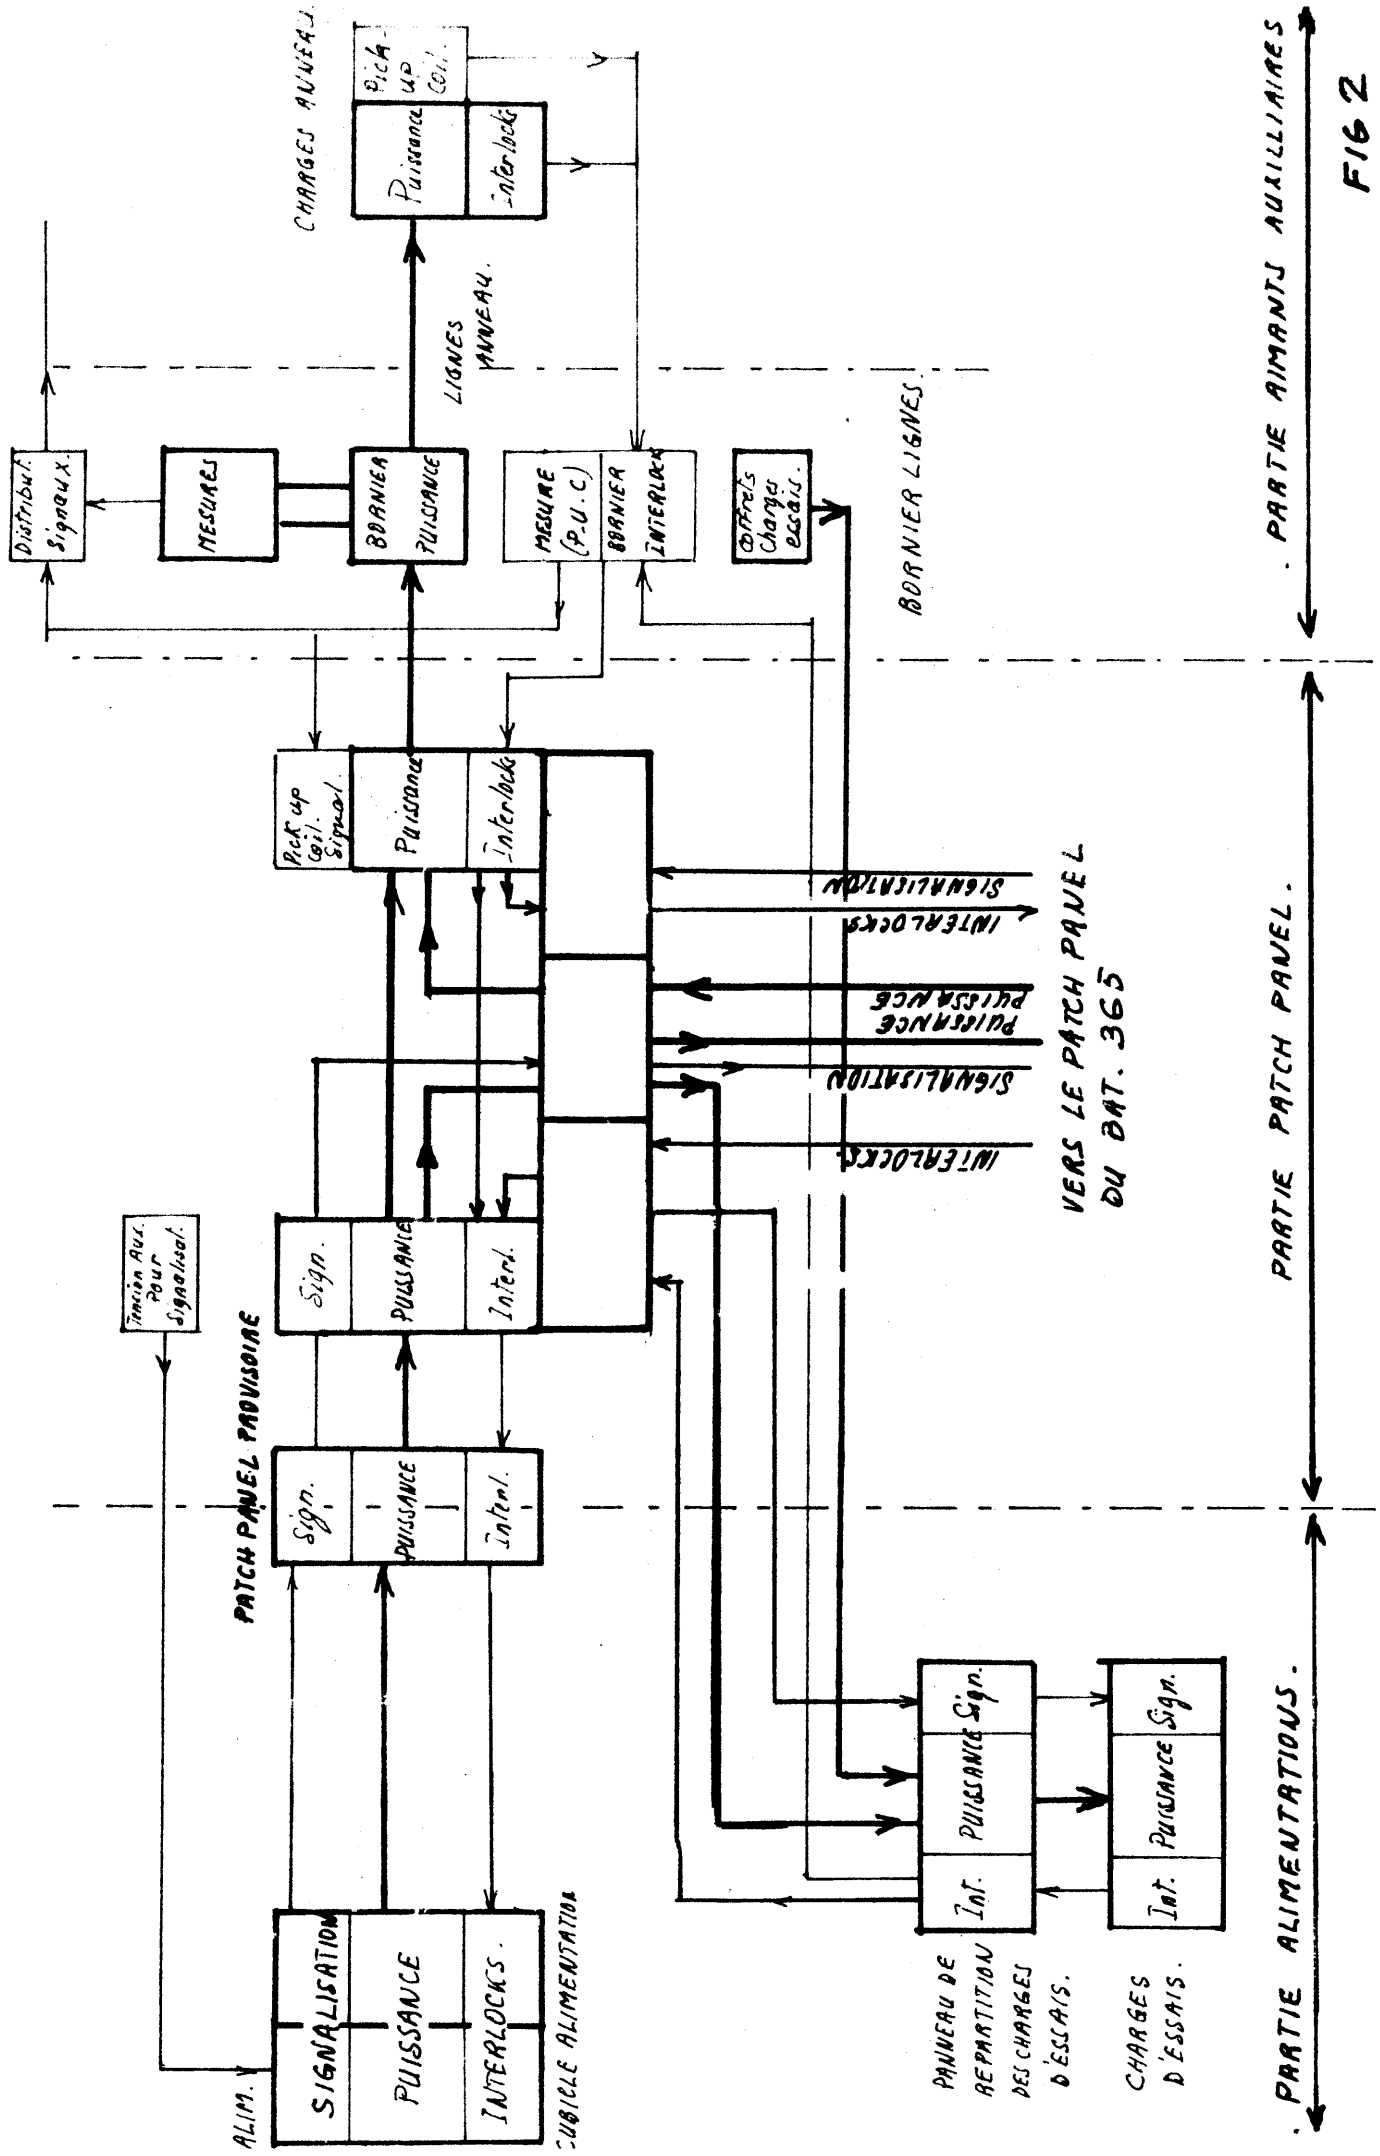 ALIM.
SIGNALISATION
PUISSANCE
INTERLOCKS.
CUBICLE ALIMENTATION
PATCH PANEL PROVISOIRE
Sign.
PUISSANCE
Interl.
Tension Aux.
Pour
Signalisat.
Sign.
PUISSANCE
Interl.
Pick up
Coil.
Signal.
Puissance
Interlocks
Distribut.
Signaux.
MESURES
BORNIER
PUISSANCE
MESURE
(P.U.C)
BORNIER
INTERLOCK
Coffrets
Charges
essais.
BORNIER LIGNES.
LIGNES
ANNEAU.
CHARGES ANNEAU.
Pick-
up
Coil.
Puissance
Interlocks
INTERLOCKS.
SIGNALISATION
PUISSANCE
PUISSANCE
INTERLOCKS
SIGNALISATION
VERS LE PATCH PANEL
DU BAT. 365
PANNEAU DE
REPARTITION
DES CHARGES
D'ESSAIS.
Int.
PUISSANCE
Sign.
CHARGES
D'ESSAIS.
Int.
Puissance
Sign.
. PARTIE ALIMENTATIONS.
PARTIE PATCH PANEL.
. PARTIE AIMANTS AUXILLIAIRES
FIG 2